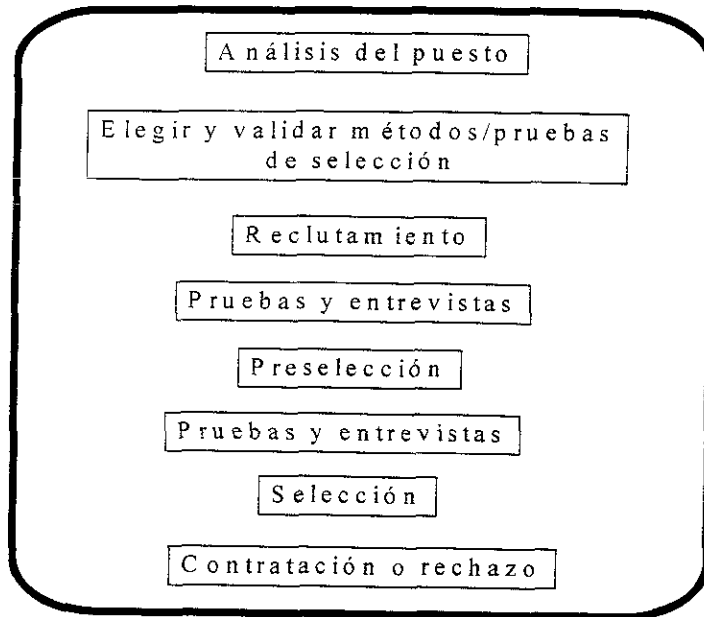 Análisis del puesto
Elegir y validar métodos/pruebas
de selección
Reclutamiento
Pruebas y entrevistas
Preselección
Pruebas y entrevistas
Selección
Contratación o rechazo